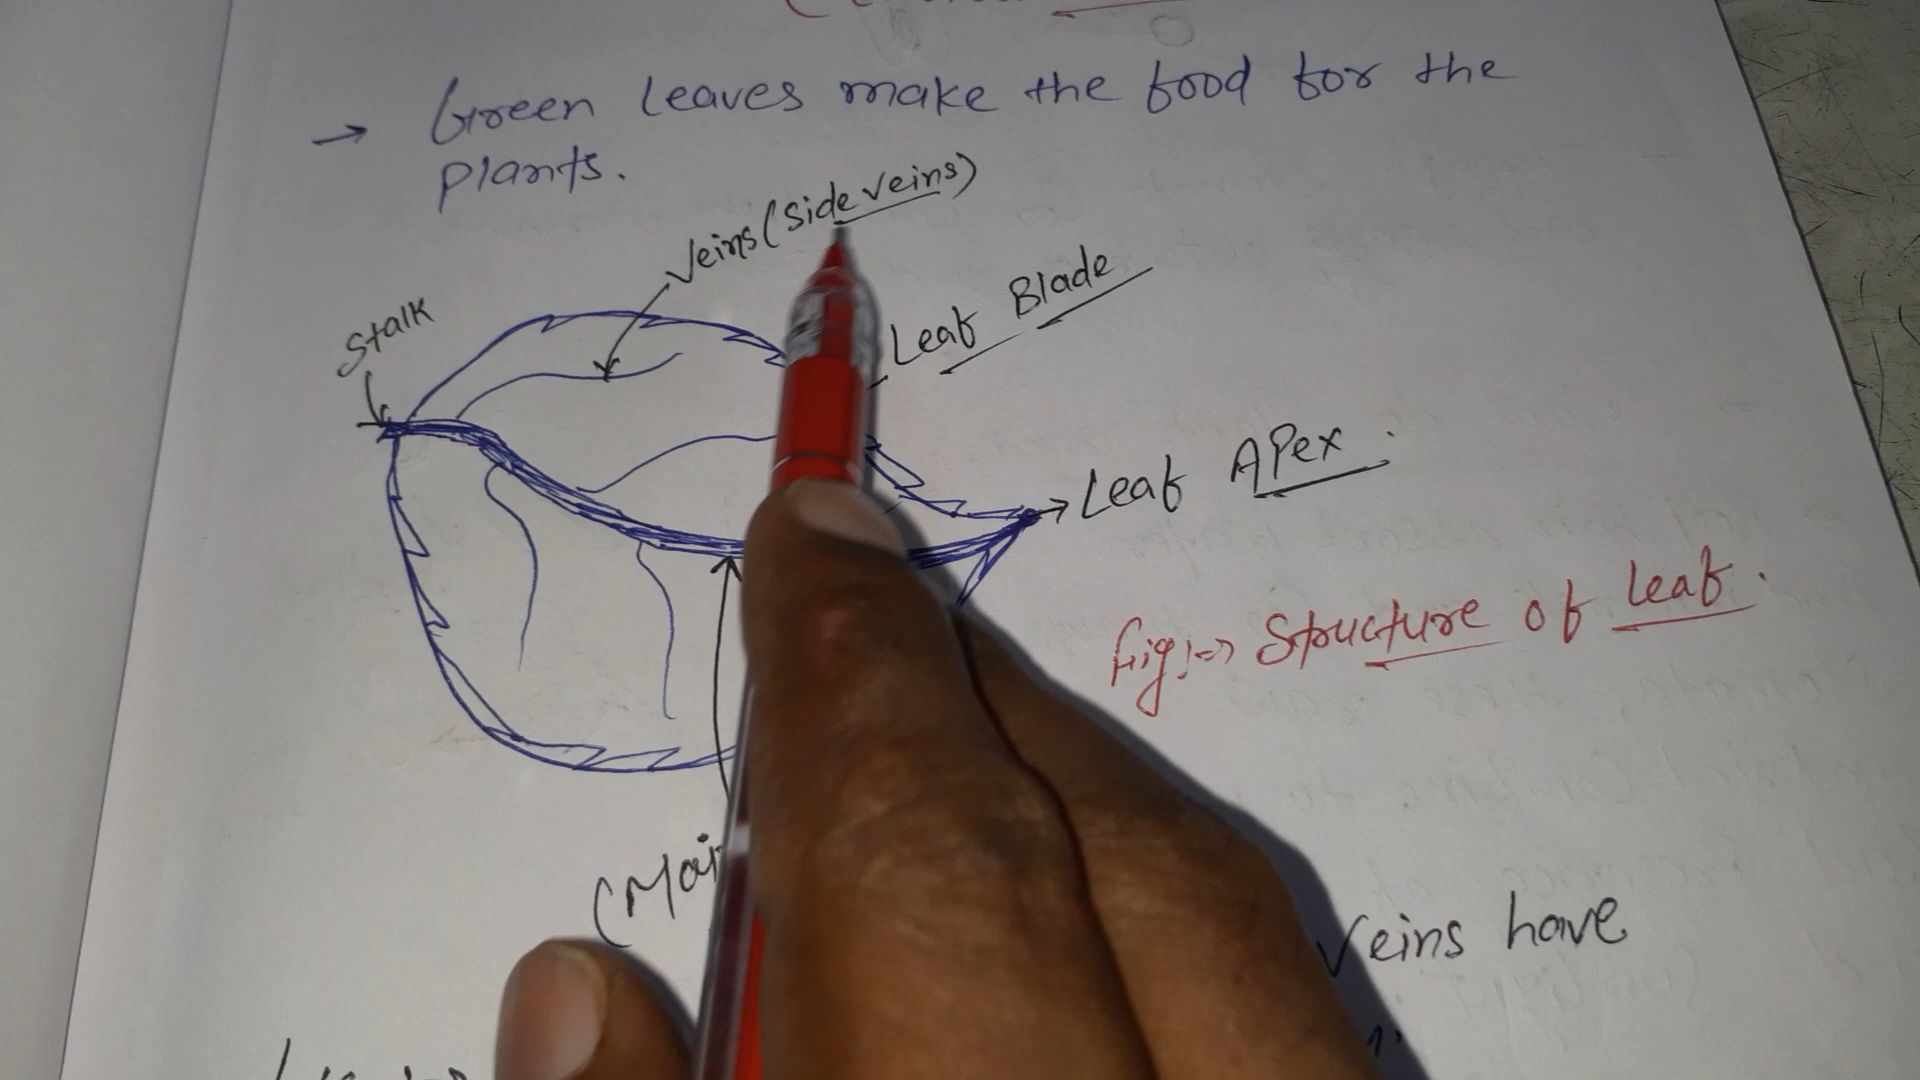 → Green leaves make the food for the
plants.
Veins (Side veins)
Stalk
Leaf Blade
→ Leaf Apex.
Fig:→ Structure of leaf.
Veins have